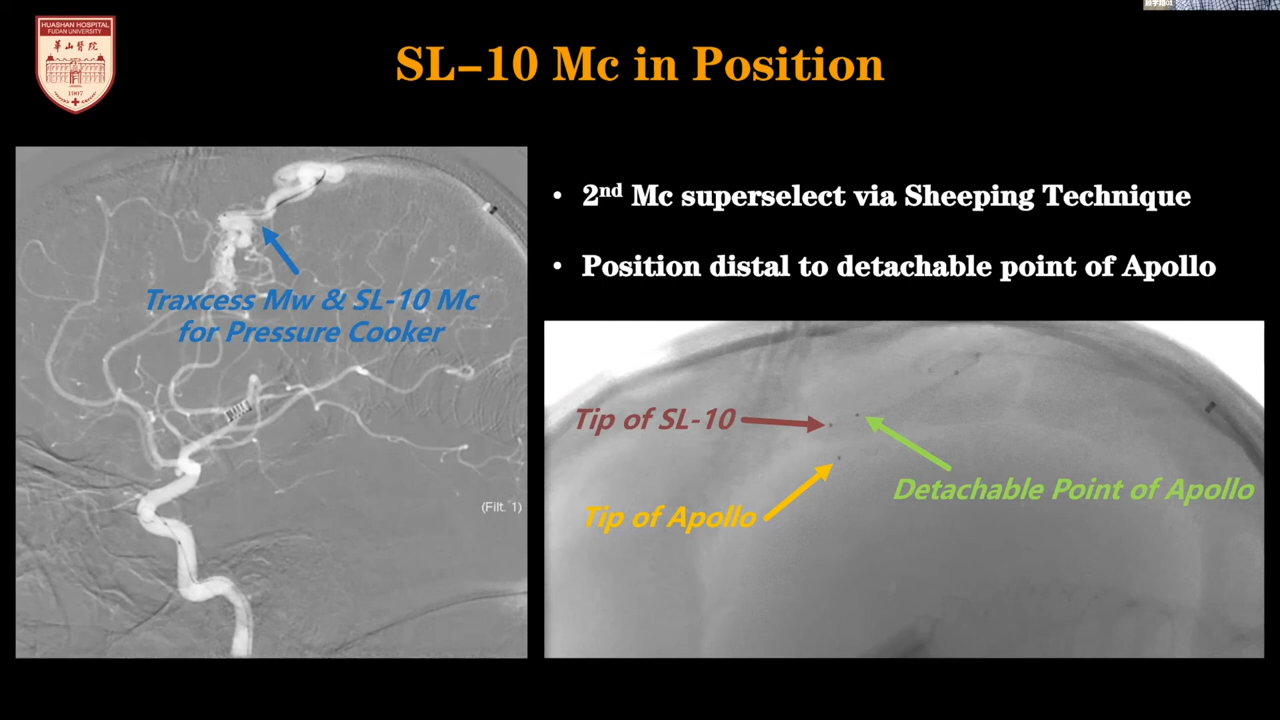 HUASHAN HOSPITAL
FUDAN UNIVERSITY
華山醫院
1907
SL-10 Mc in Position
• 2nd Mc superselect via Sheeping Technique
• Position distal to detachable point of Apollo
Traxcess Mw & SL-10 Mc
for Pressure Cooker
(Filt. 1)
Tip of SL-10
Detachable Point of Apollo
Tip of Apollo